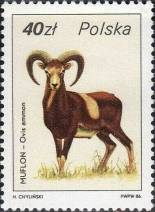 40zł Polska
MUFLON – Ovis ammon
H. CHYLIŃSKI PWPW 86